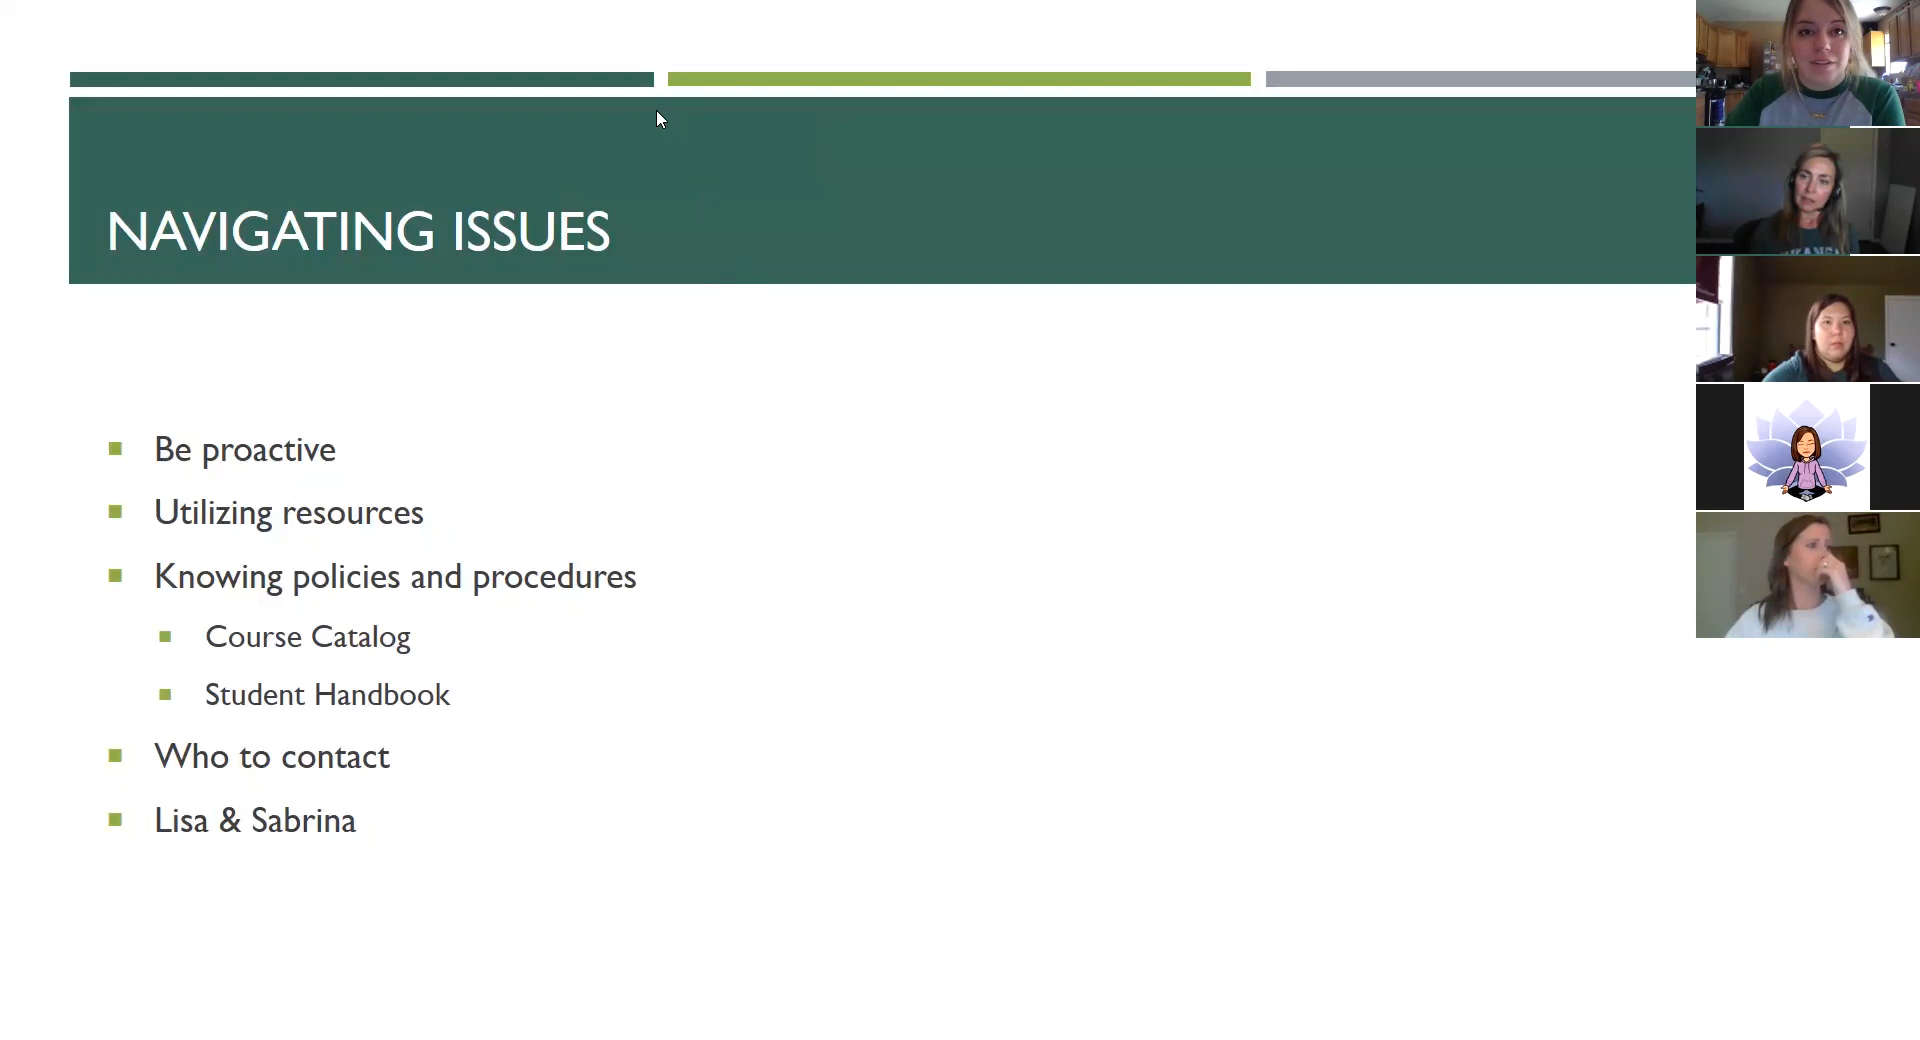 NAVIGATING ISSUES
Be proactive
Utilizing resources
Knowing policies and procedures
Course Catalog
Student Handbook
Who to contact
Lisa & Sabrina